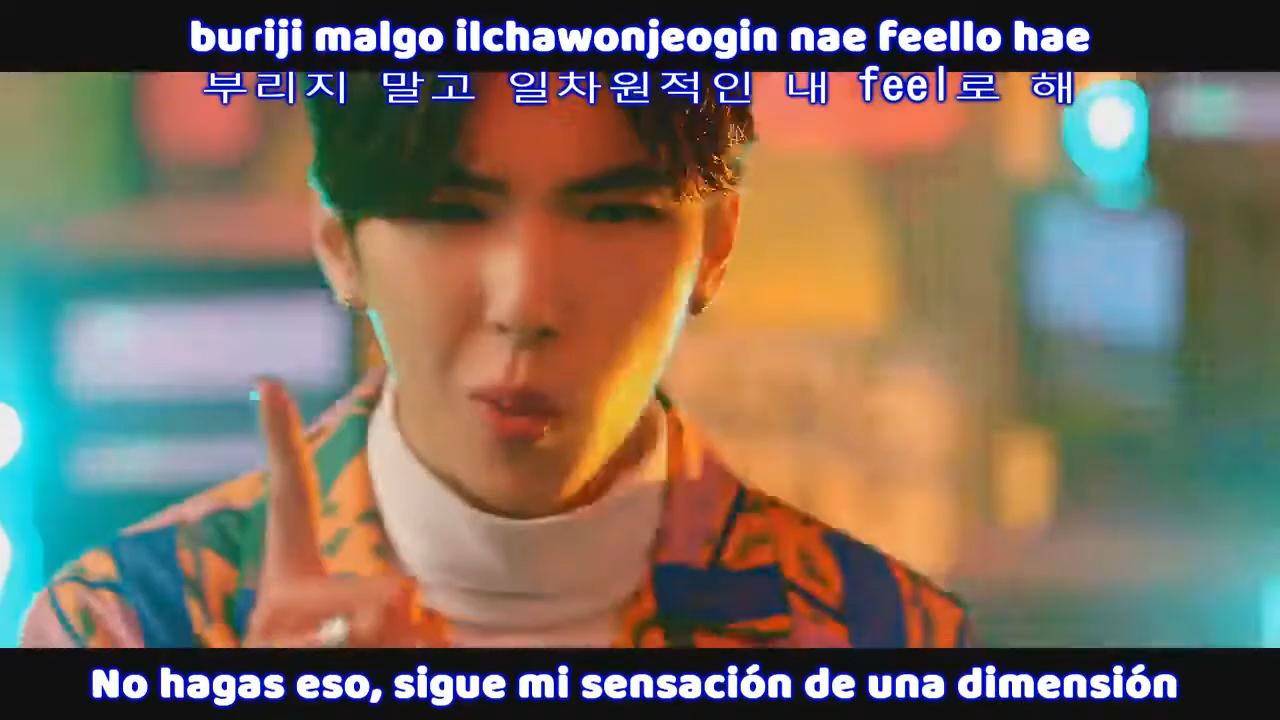 buriji malgo ilchawonjeogin nae feello hae
부리지 말고 일차원적인 내 feel로 해
No hagas eso, sigue mi sensación de una dimensión